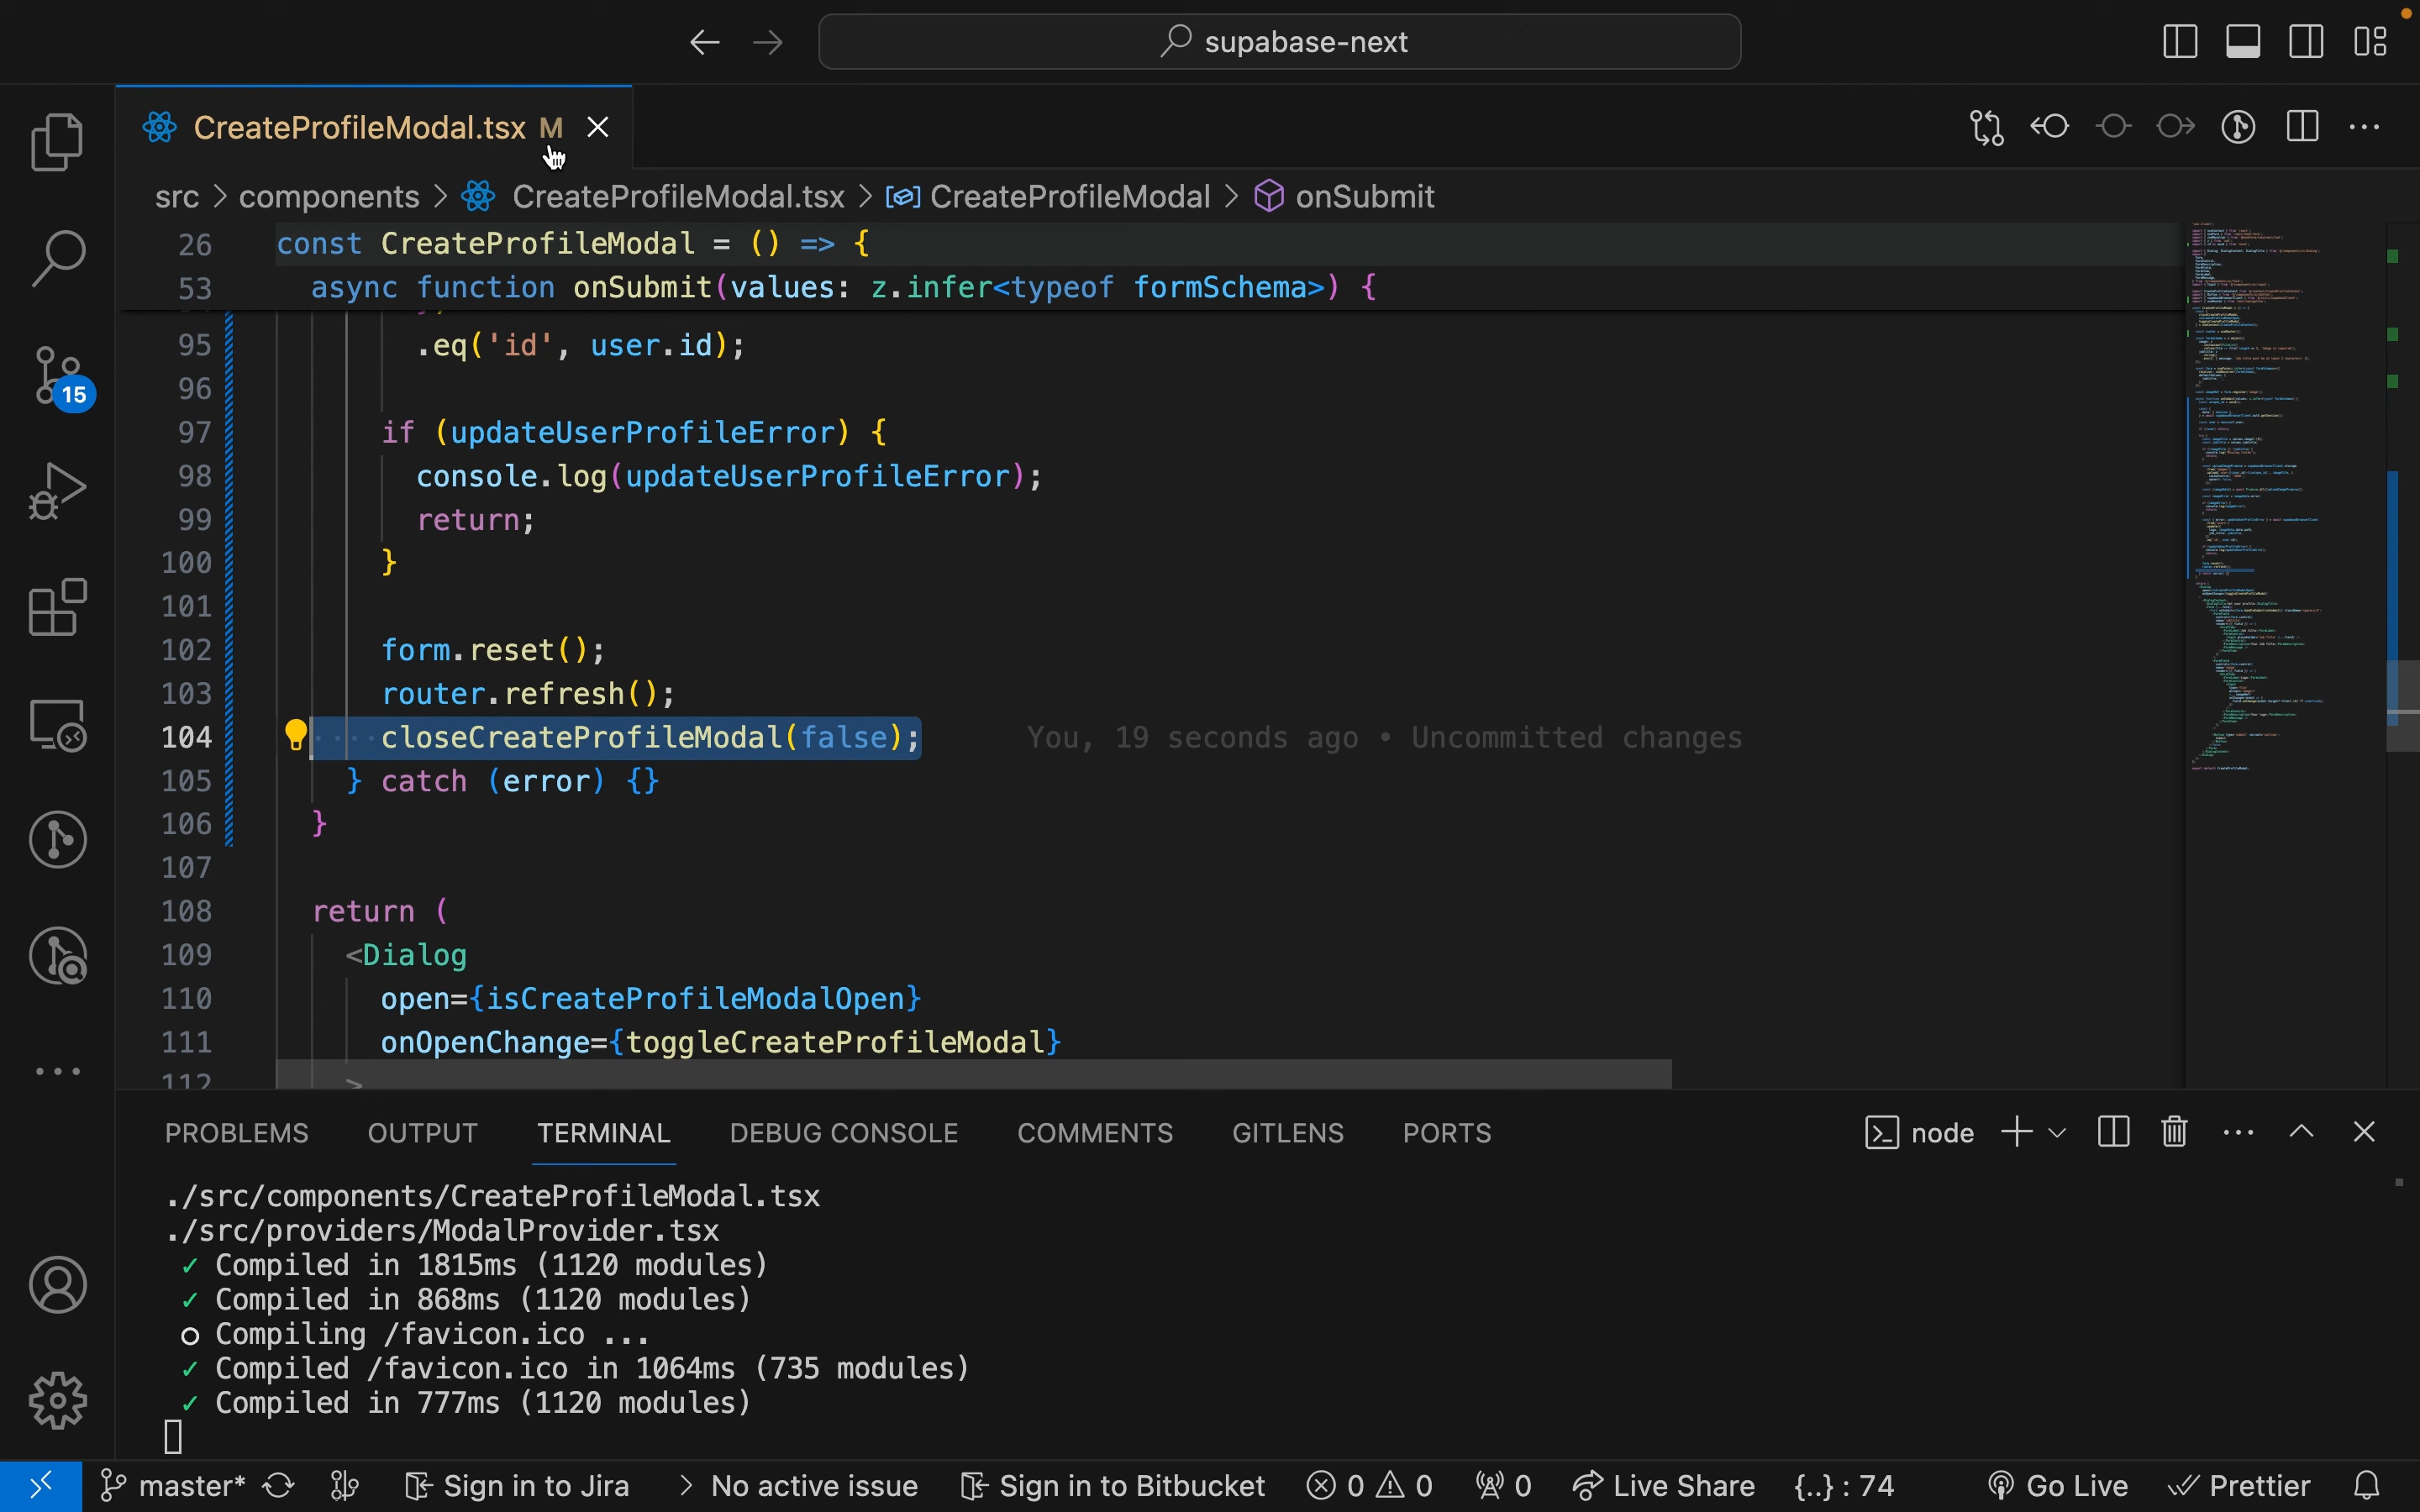 supabase-next
CreateProfileModal.tsx M
src > components > CreateProfileModal.tsx > CreateProfileModal > onSubmit
26 const CreateProfileModal = () => {
53 async function onSubmit(values: z.infer<typeof formSchema>) {
95 .eq('id', user.id);
96
97 if (updateUserProfileError) {
98 console.log(updateUserProfileError);
99 return;
100 }
101
102 form.reset();
103 router.refresh();
104 closeCreateProfileModal(false); You, 19 seconds ago • Uncommitted changes
105 } catch (error) {}
106 }
107
108 return (
109 <Dialog
110 open={isCreateProfileModalOpen}
111 onOpenChange={toggleCreateProfileModal}
112 >
15
PROBLEMS OUTPUT TERMINAL DEBUG CONSOLE COMMENTS GITLENS PORTS node
./src/components/CreateProfileModal.tsx
./src/providers/ModalProvider.tsx
✓ Compiled in 1815ms (1120 modules)
✓ Compiled in 868ms (1120 modules)
○ Compiling /favicon.ico ...
✓ Compiled /favicon.ico in 1064ms (735 modules)
✓ Compiled in 777ms (1120 modules)
master* Sign in to Jira > No active issue Sign in to Bitbucket 0 0 0 Live Share {..} : 74 Go Live Prettier